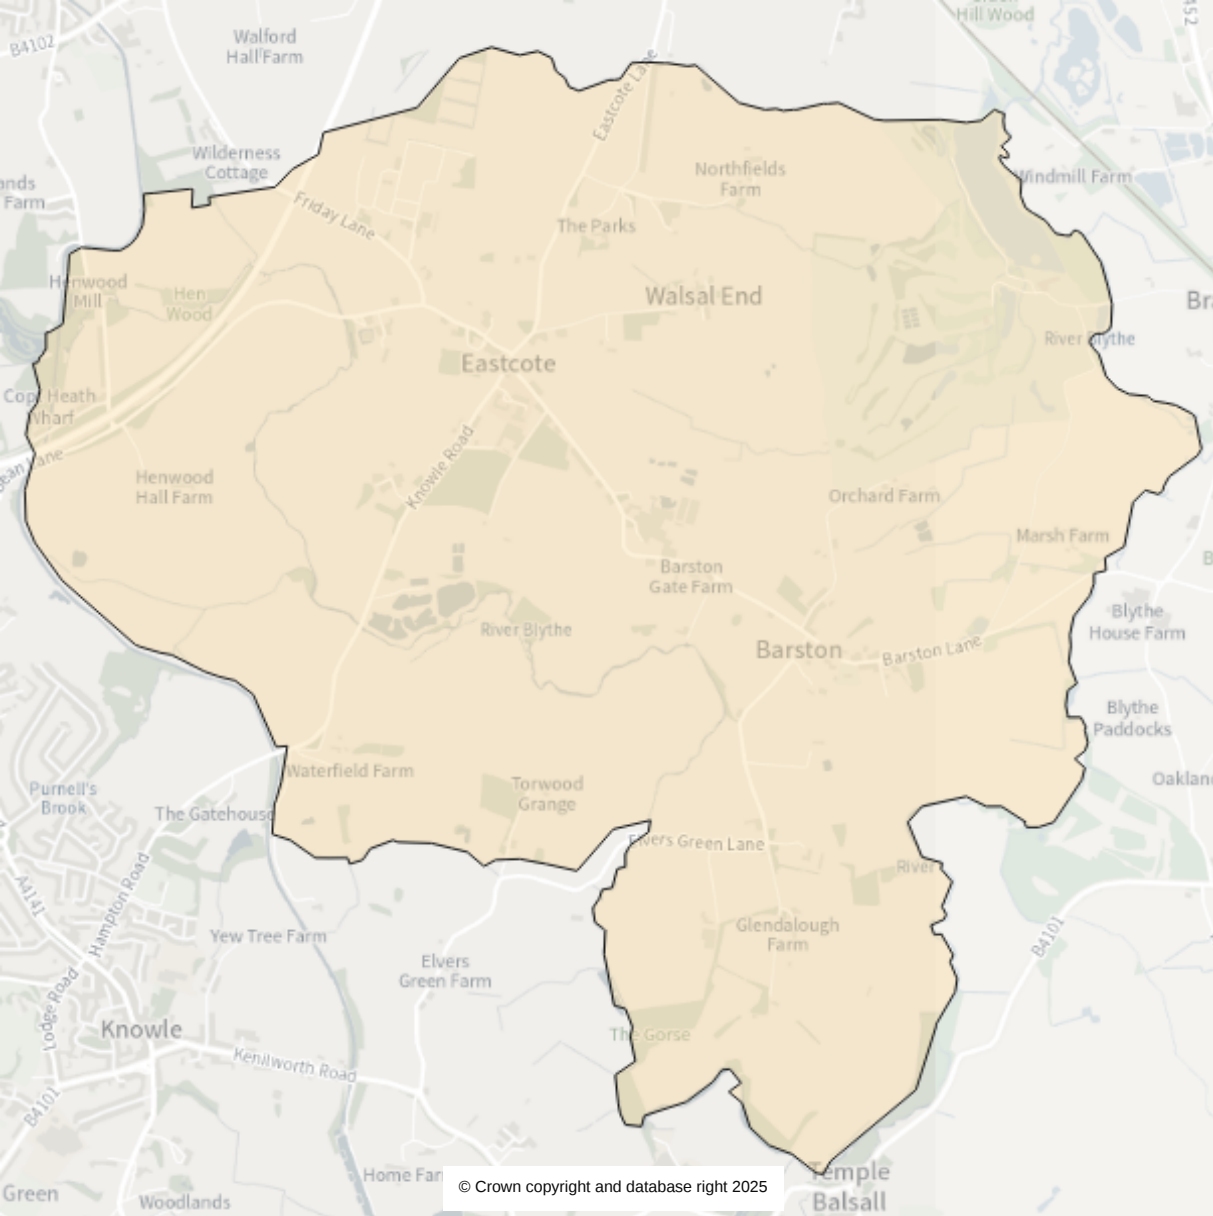 Hill Wood
B4102
Walford
Hall Farm
Eastcote Lane
Wilderness
Cottage
Northfields
Farm
Windmill Farm
Farm
Friday Lane
The Parks
Henwood
Mill
Hen
Wood
Walsal End
River Blythe
Eastcote
Copt Heath
Wharf
Knowle Road
Henwood
Hall Farm
Orchard Farm
Marsh Farm
Barston
Gate Farm
River Blythe
Blythe
House Farm
Barston
Barston Lane
Blythe
Paddocks
Waterfield Farm
Torwood
Grange
Purnell's
Brook
The Gatehouse
Elvers Green Lane
River
A4141
Hampton Road
Yew Tree Farm
Glendalough
Farm
B4101
Elvers
Green Farm
Lodge Road
Knowle
The Gorse
Kenilworth Road
B4101
Home Far
Temple
Balsall
Green
Woodlands
© Crown copyright and database right 2025